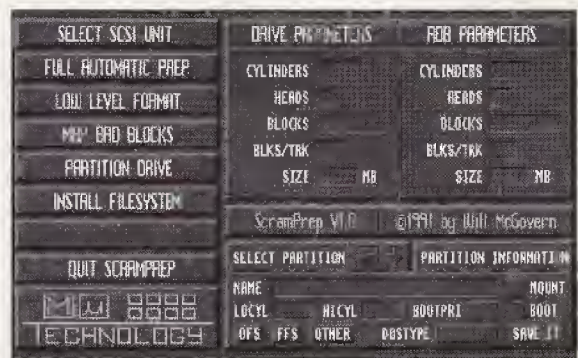 SELECT SCSI UNIT
FULL AUTOMATIC PREP
LOW LEVEL FORMAT
MAP BAD BLOCKS
PARTITION DRIVE
INSTALL FILESYSTEM
QUIT SCRAMPREP
TECHNOLOGY
DRIVE PARAMETERS
CYLINDERS
HEADS
BLOCKS
BLKS/TRK
SIZE MB
RDB PARAMETERS
CYLINDERS
HEADS
BLOCKS
BLKS/TRK
SIZE MB
ScramPrep V1.0 ©1991 by Will McGovern
SELECT PARTITION PARTITION INFORMATION
NAME MOUNT
LOCYL HICYL BOOTPRI BOOT
OFS FFS OTHER DOSTYPE SAVE IT